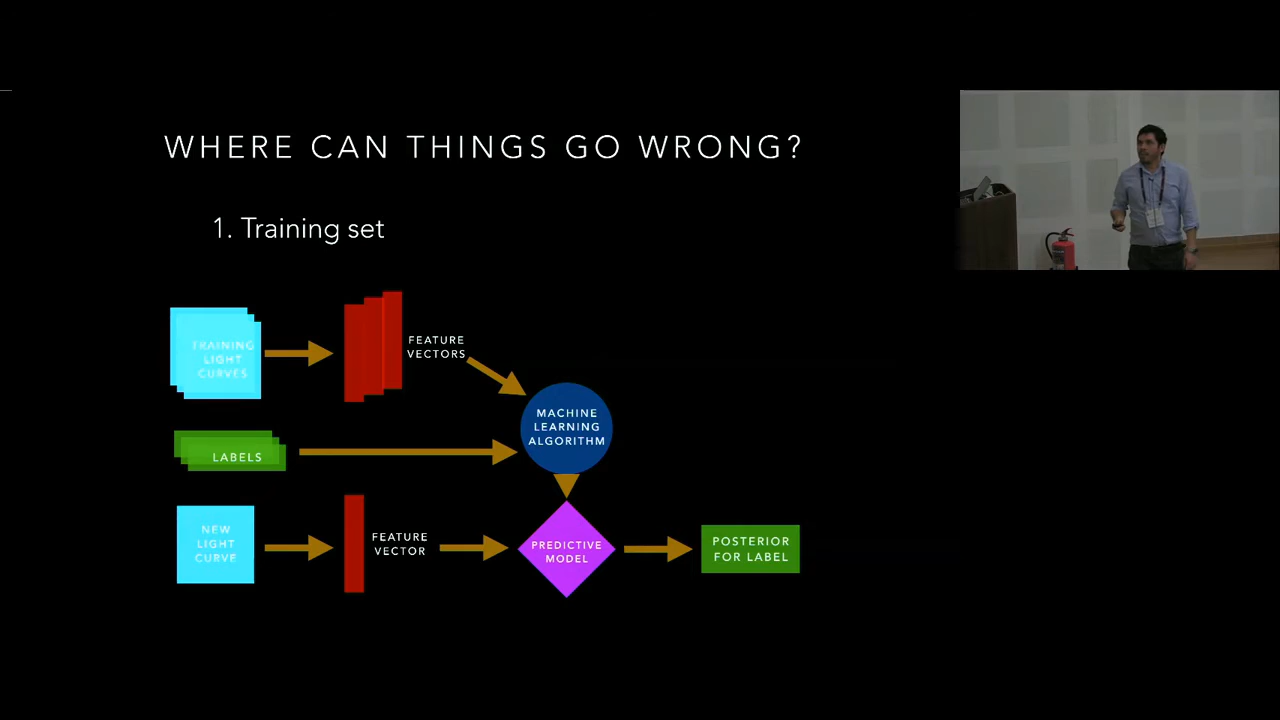 WHERE CAN THINGS GO WRONG?
1. Training set
TRAINING
LIGHT
CURVES
FEATURE
VECTORS
MACHINE
LEARNING
ALGORITHM
LABELS
NEW
LIGHT
CURVE
FEATURE
VECTOR
PREDICTIVE
MODEL
POSTERIOR
FOR LABEL